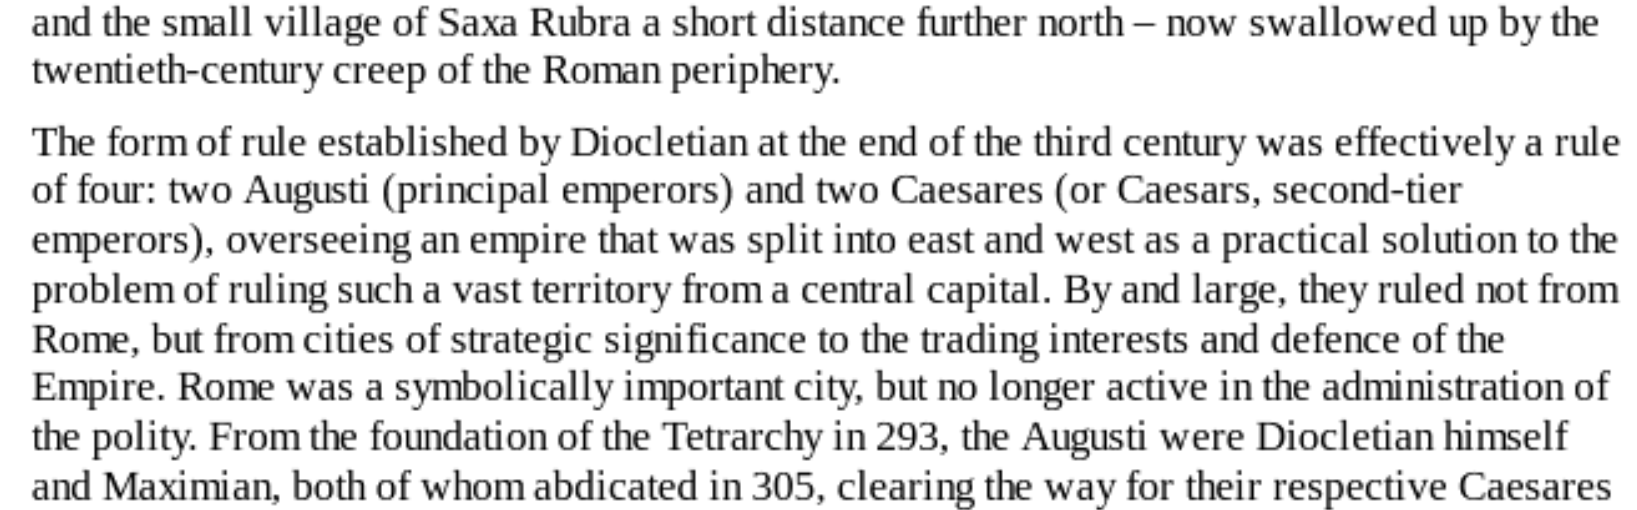 and the small village of Saxa Rubra a short distance further north – now swallowed up by the
twentieth-century creep of the Roman periphery.
The form of rule established by Diocletian at the end of the third century was effectively a rule
of four: two Augusti (principal emperors) and two Caesares (or Caesars, second-tier
emperors), overseeing an empire that was split into east and west as a practical solution to the
problem of ruling such a vast territory from a central capital. By and large, they ruled not from
Rome, but from cities of strategic significance to the trading interests and defence of the
Empire. Rome was a symbolically important city, but no longer active in the administration of
the polity. From the foundation of the Tetrarchy in 293, the Augusti were Diocletian himself
and Maximian, both of whom abdicated in 305, clearing the way for their respective Caesares